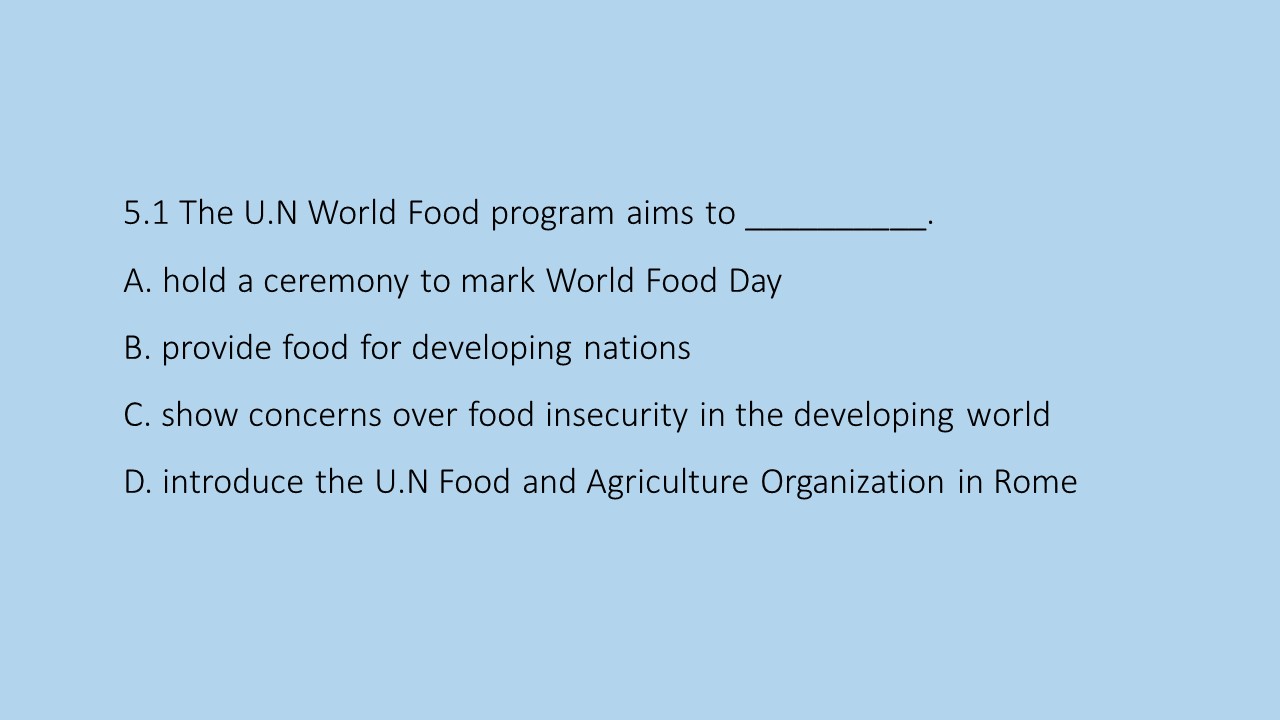 5.1 The U.N World Food program aims to __________.
A. hold a ceremony to mark World Food Day
B. provide food for developing nations
C. show concerns over food insecurity in the developing world
D. introduce the U.N Food and Agriculture Organization in Rome